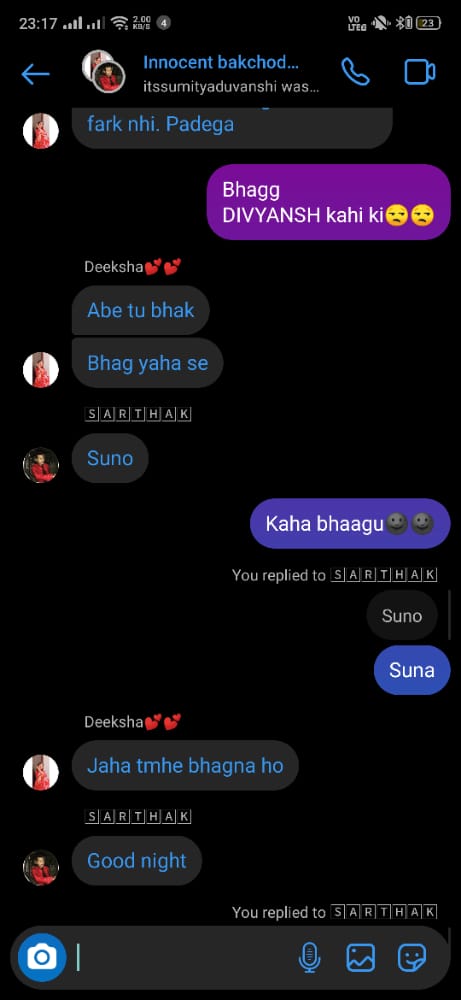 23:17
2.00
KB/S
4
VO
LTE
23
Innocent bakchod...
itssumityaduvanshi was...
fark nhi. Padega
Bhagg
DIVYANSH kahi ki😒😒
Deeksha💕💕
Abe tu bhak
Bhag yaha se
🅂🄰🅁🅃🄷🄰🄺
Suno
Kaha bhaagu🌚🌚
You replied to 🅂🄰🅁🅃🄷🄰🄺
Suno
Suna
Deeksha💕💕
Jaha tmhe bhagna ho
🅂🄰🅁🅃🄷🄰🄺
Good night
You replied to 🅂🄰🅁🅃🄷🄰🄺